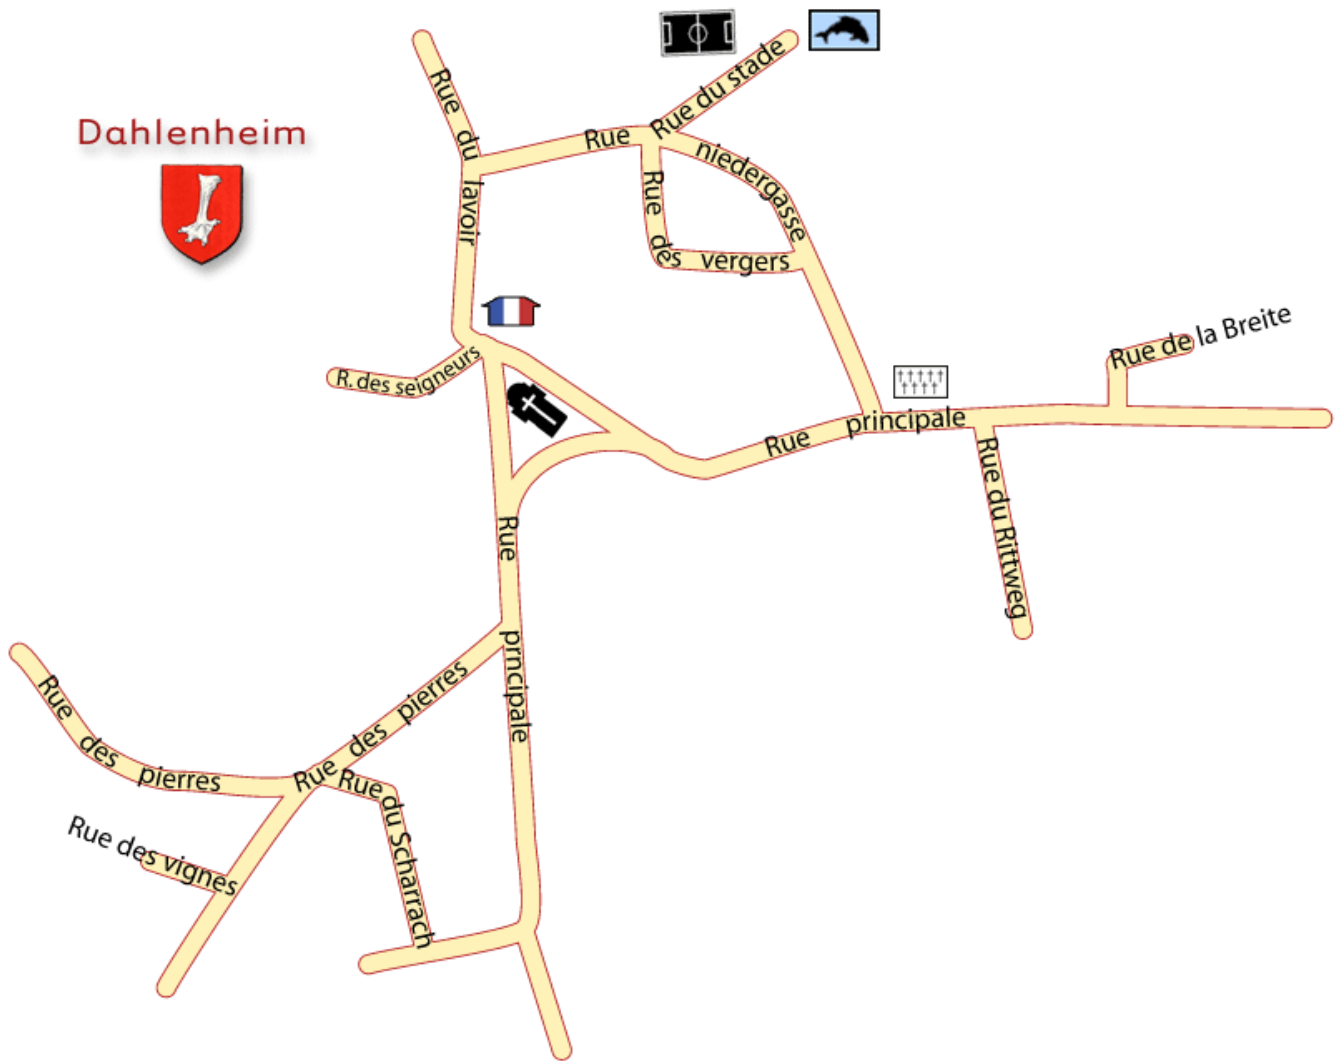 Dahlenheim
Rue du lavoir
Rue du stade
Rue niedergasse
Rue des vergers
R. des seigneurs
Rue de la Breite
Rue principale
Rue du Rittweg
Rue prncipale
Rue des pierres
Rue des pierres
Rue du Scharrach
Rue des vignes